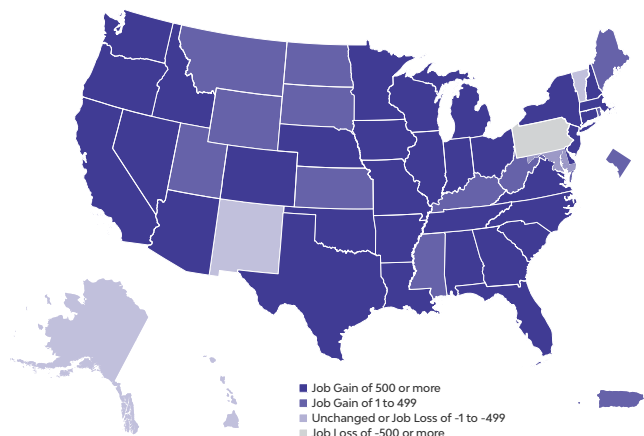 Job Gain of 500 or more
Job Gain of 1 to 499
Unchanged or Job Loss of -1 to -499
Job Loss of -500 or more